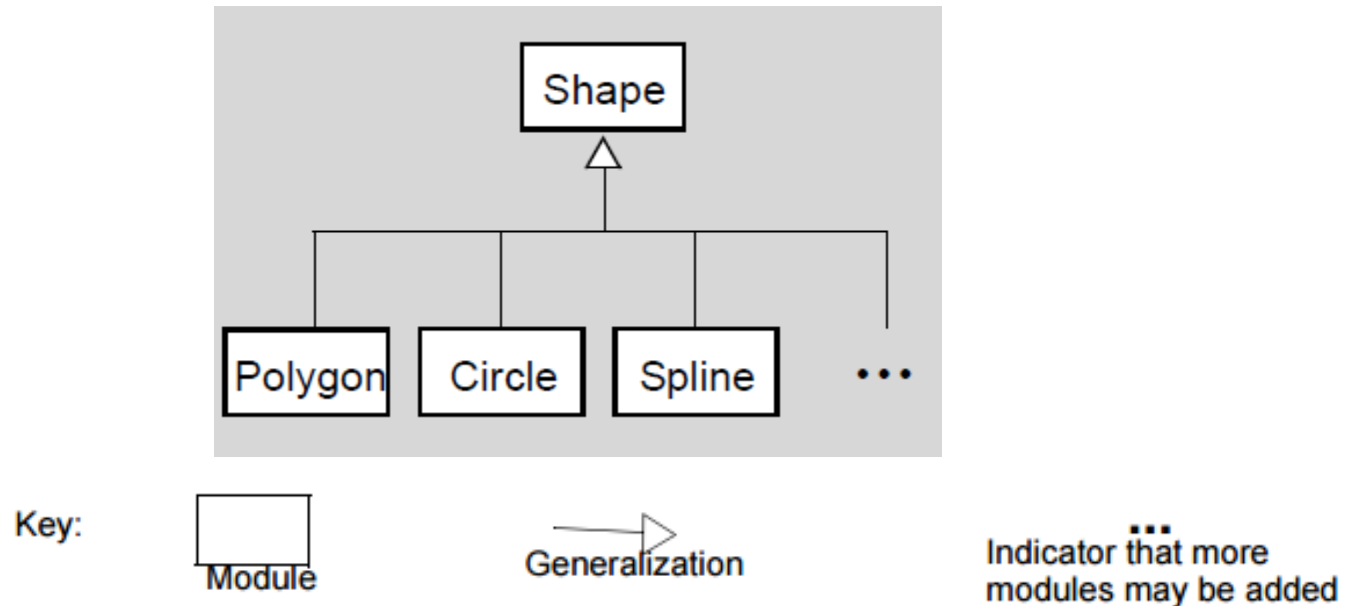 Shape
Polygon
Circle
Spline
...
Key:
Module
Generalization
...
Indicator that more
modules may be added